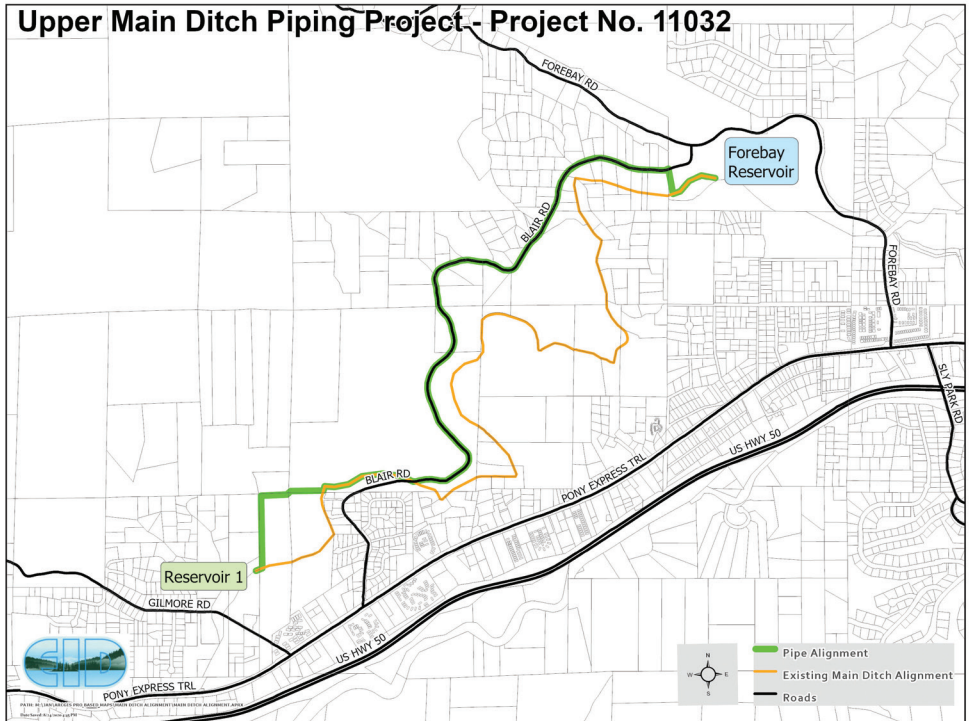 Upper Main Ditch Piping Project - Project No. 11032
FOREBAY RD
Forebay
Reservoir
BLAIR RD
FOREBAY RD
SLY PARK RD
US HWY 50
PONY EXPRESS TRL
BLAIR RD
Reservoir 1
GILMORE RD
US HWY 50
PONY EXPRESS TRL
EID
N
W E
S
Pipe Alignment
Existing Main Ditch Alignment
Roads